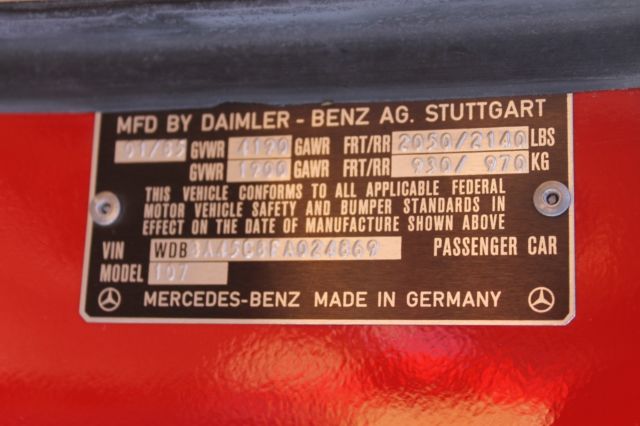 MFD BY DAIMLER - BENZ AG. STUTTGART
01/85 GVWR 4190 GAWR FRT/RR 2050/2140 LBS
GVWR 1900 GAWR FRT/RR 930/ 970 KG
THIS VEHICLE CONFORMS TO ALL APPLICABLE FEDERAL
MOTOR VEHICLE SAFETY AND BUMPER STANDARDS IN
EFFECT ON THE DATE OF MANUFACTURE SHOWN ABOVE
VIN WDBBA45C8FA024869 PASSENGER CAR
MODEL 107
MERCEDES-BENZ MADE IN GERMANY